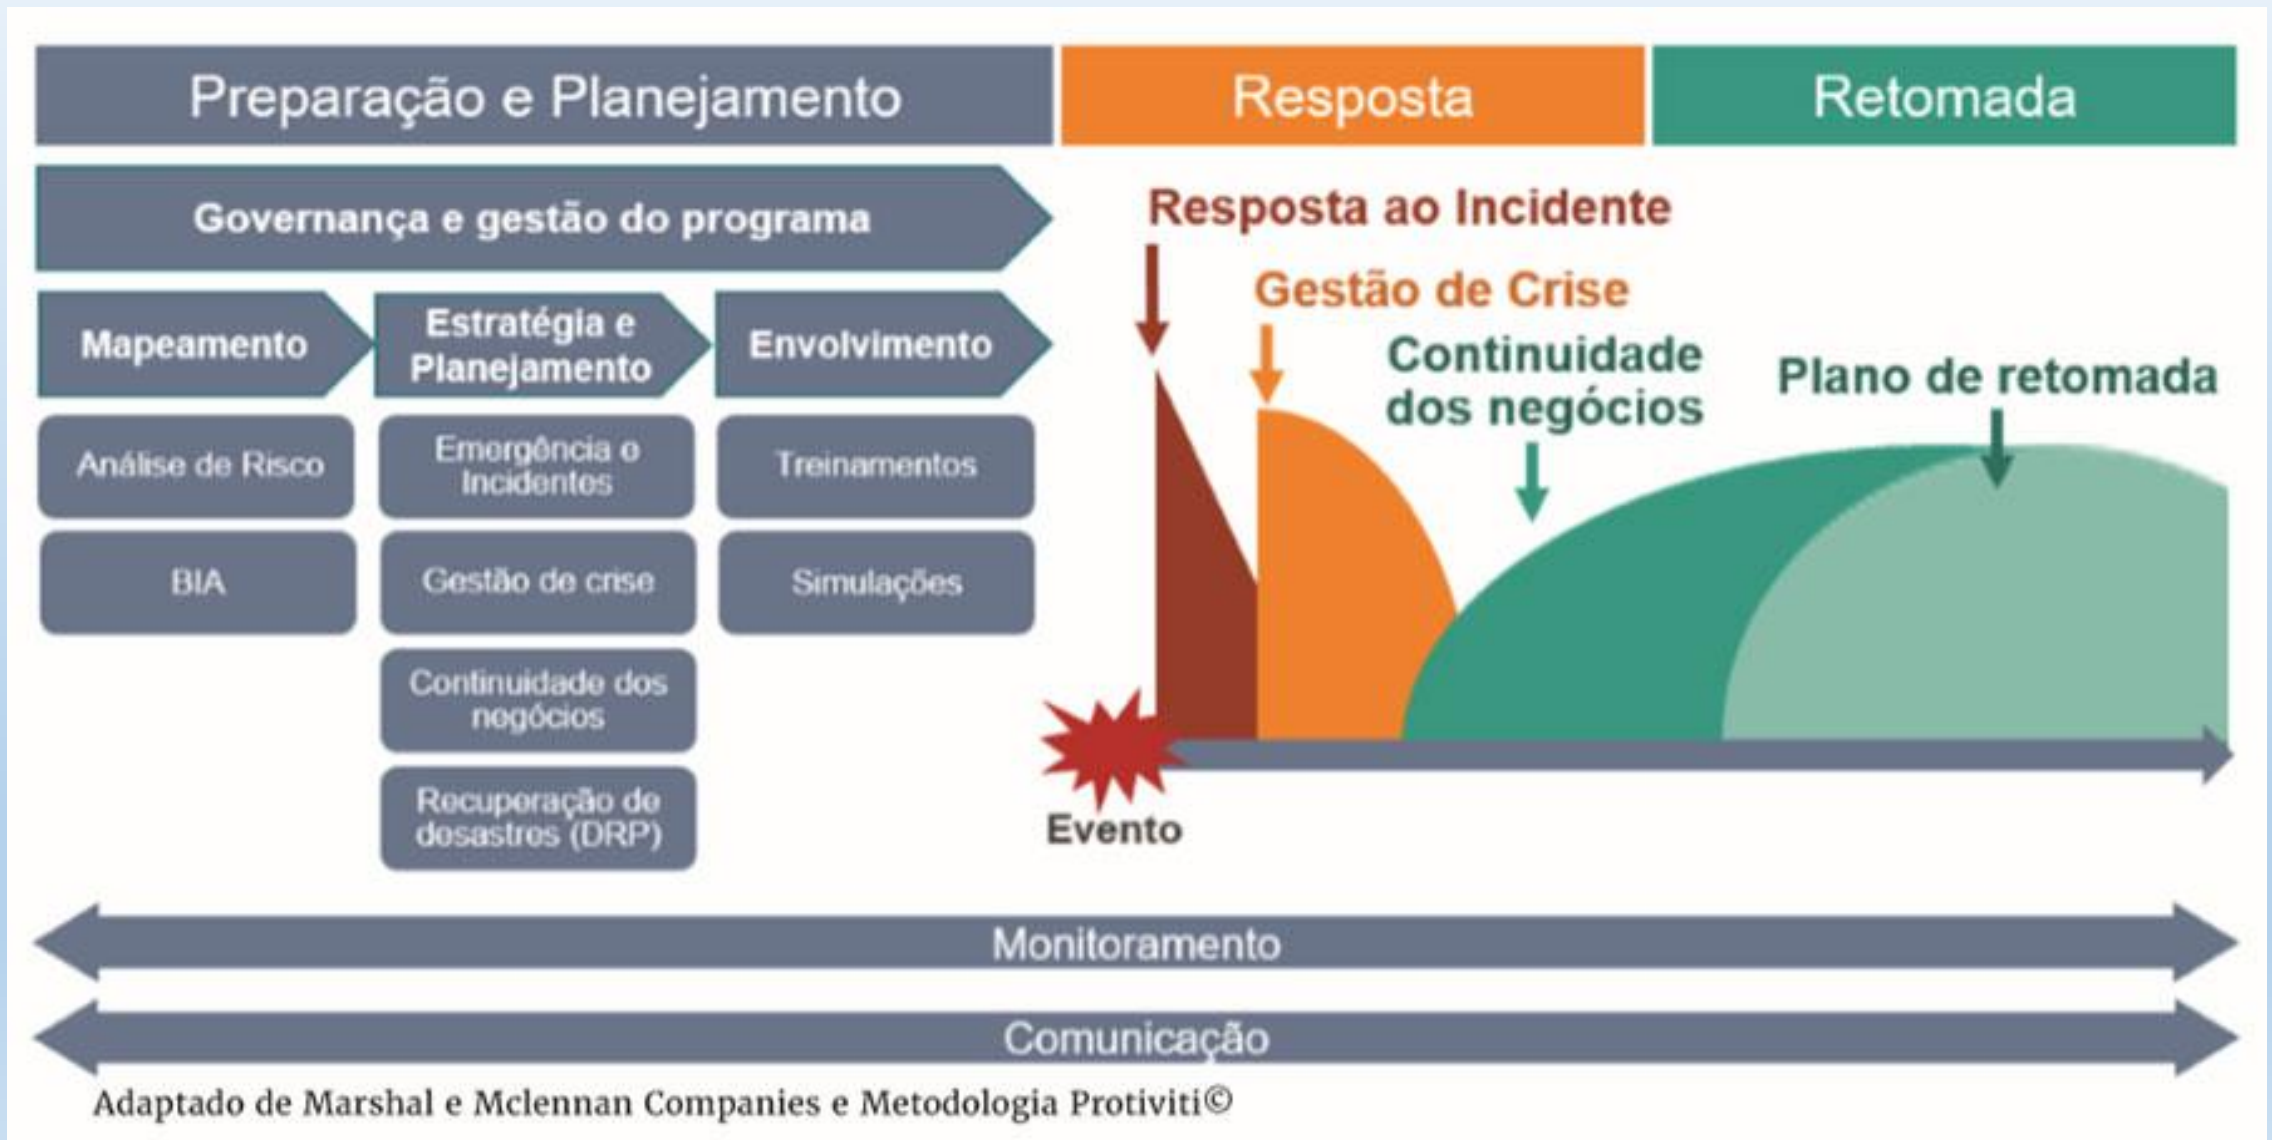 Preparação e Planejamento
Resposta
Retomada
Governança e gestão do programa
Mapeamento
Estratégia e
Planejamento
Envolvimento
Análise de Risco
BIA
Emergência e
Incidentes
Gestão de crise
Continuidade dos
negócios
Recuperação de
desastres (DRP)
Treinamentos
Simulações
Resposta ao Incidente
Gestão de Crise
Continuidade
dos negócios
Plano de retomada
Evento
Monitoramento
Comunicação
Adaptado de Marshal e Mclennan Companies e Metodologia Protiviti©